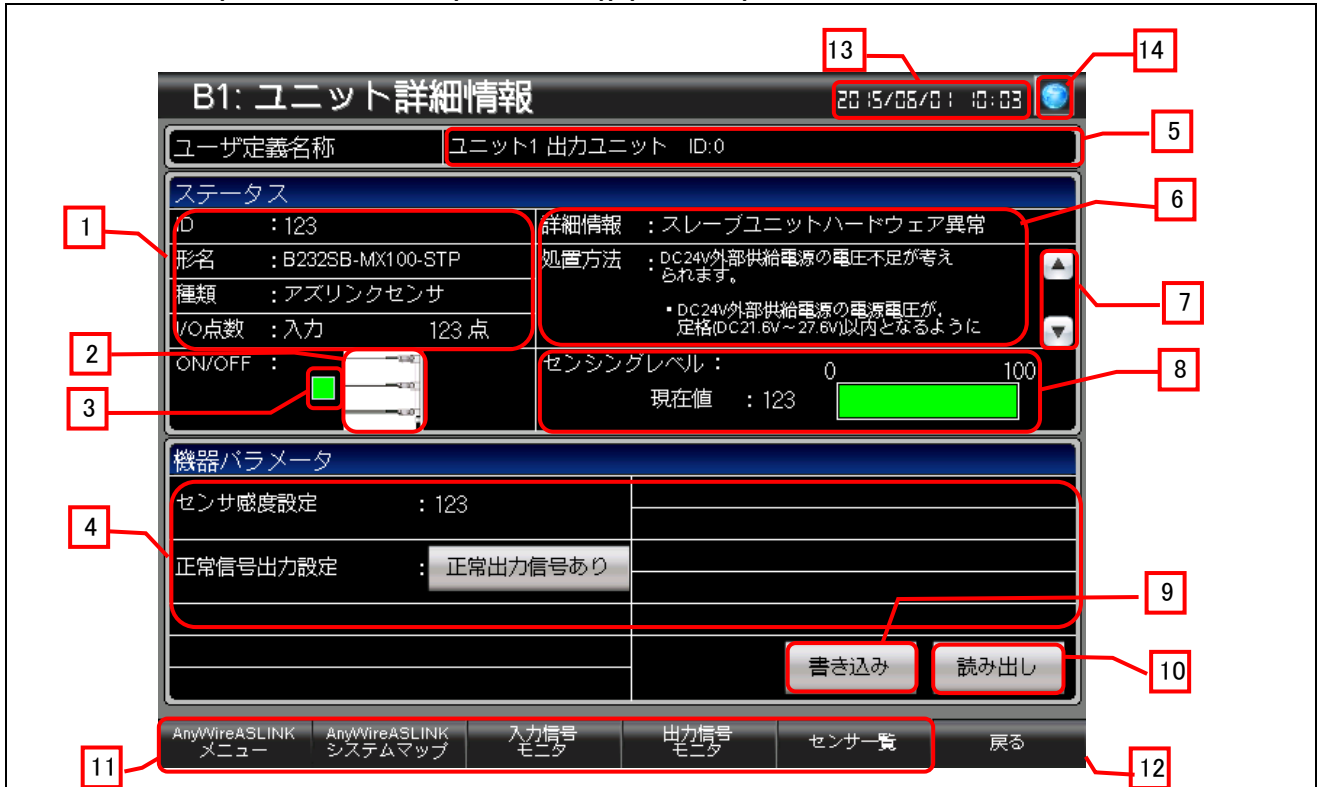 13
14
B1: ユニット詳細情報
2015/06/01 10:03
5
ユーザ定義名称
ユニット1 出力ユニット ID:0
ステータス
6
1
ID :123
詳細情報 :スレーブユニットハードウェア異常
形名 :B232SB-MX100-STP
処置方法 :DC24V外部供給電源の電圧不足が考え
られます。
種類 :アズリンクセンサ
・DC24V外部供給電源の電源電圧が、
定格(DC21.6V～27.6V)以内となるように
7
I/O点数 :入力 123 点
2
ON/OFF :
センシングレベル:
0 100
8
3
現在値 :123
機器パラメータ
センサ感度設定 :123
4
正常信号出力設定 : 正常出力信号あり
9
書き込み
読み出し
10
AnyWireASLINK
メニュー
AnyWireASLINK
システムマップ
入力信号
モニタ
出力信号
モニタ
センサ一覧
戻る
11
12